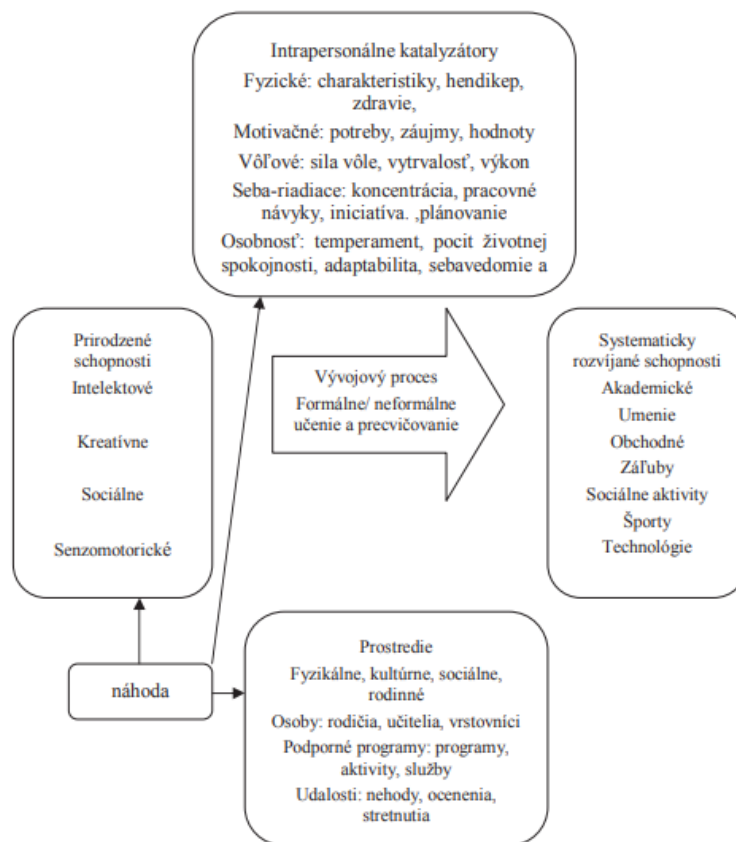 Intrapersonálne katalyzátory
Fyzické: charakteristiky, hendikep,
zdravie,
Motivačné: potreby, záujmy, hodnoty
Vôľové: sila vôle, vytrvalosť, výkon
Seba-riadiace: koncentrácia, pracovné
návyky, iniciatíva. ,plánovanie
Osobnosť: temperament, pocit životnej
spokojnosti, adaptabilita, sebavedomie a
Prirodzené
schopnosti
Intelektové
Kreatívne
Sociálne
Senzomotorické
Vývojový proces
Formálne/ neformálne
učenie a precvičovanie
Systematicky
rozvíjané schopnosti
Akademické
Umenie
Obchodné
Záľuby
Sociálne aktivity
Športy
Technológie
náhoda
Prostredie
Fyzikálne, kultúrne, sociálne,
rodinné
Osoby: rodičia, učitelia, vrstovníci
Podporné programy: programy,
aktivity, služby
Udalosti: nehody, ocenenia,
stretnutia